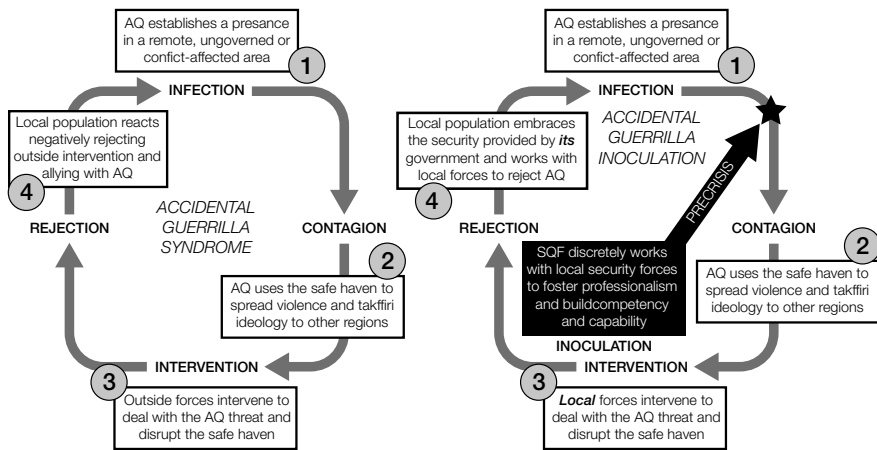 AQ establishes a presance
in a remote, ungoverned or
confict-affected area
1
INFECTION
Local population reacts
negatively rejecting
outside intervention and
allying with AQ
4
REJECTION
ACCIDENTAL
GUERRILLA
SYNDROME
CONTAGION
2
AQ uses the safe haven to
spread violence and takffiri
ideology to other regions
INTERVENTION
3
Outside forces intervene to
deal with the AQ threat and
disrupt the safe haven
AQ establishes a presance
in a remote, ungoverned or
confict-affected area
1
INFECTION
Local population embraces
the security provided by its
government and works with
local forces to reject AQ
4
REJECTION
ACCIDENTAL
GUERRILLA
INOCULATION
PRECRISIS
CONTAGION
2
AQ uses the safe haven to
spread violence and takffiri
ideology to other regions
SQF discretely works
with local security forces
to foster professionalism
and buildcompetency
and capability
INOCULATION
INTERVENTION
3
Local forces intervene to
deal with the AQ threat and
disrupt the safe haven